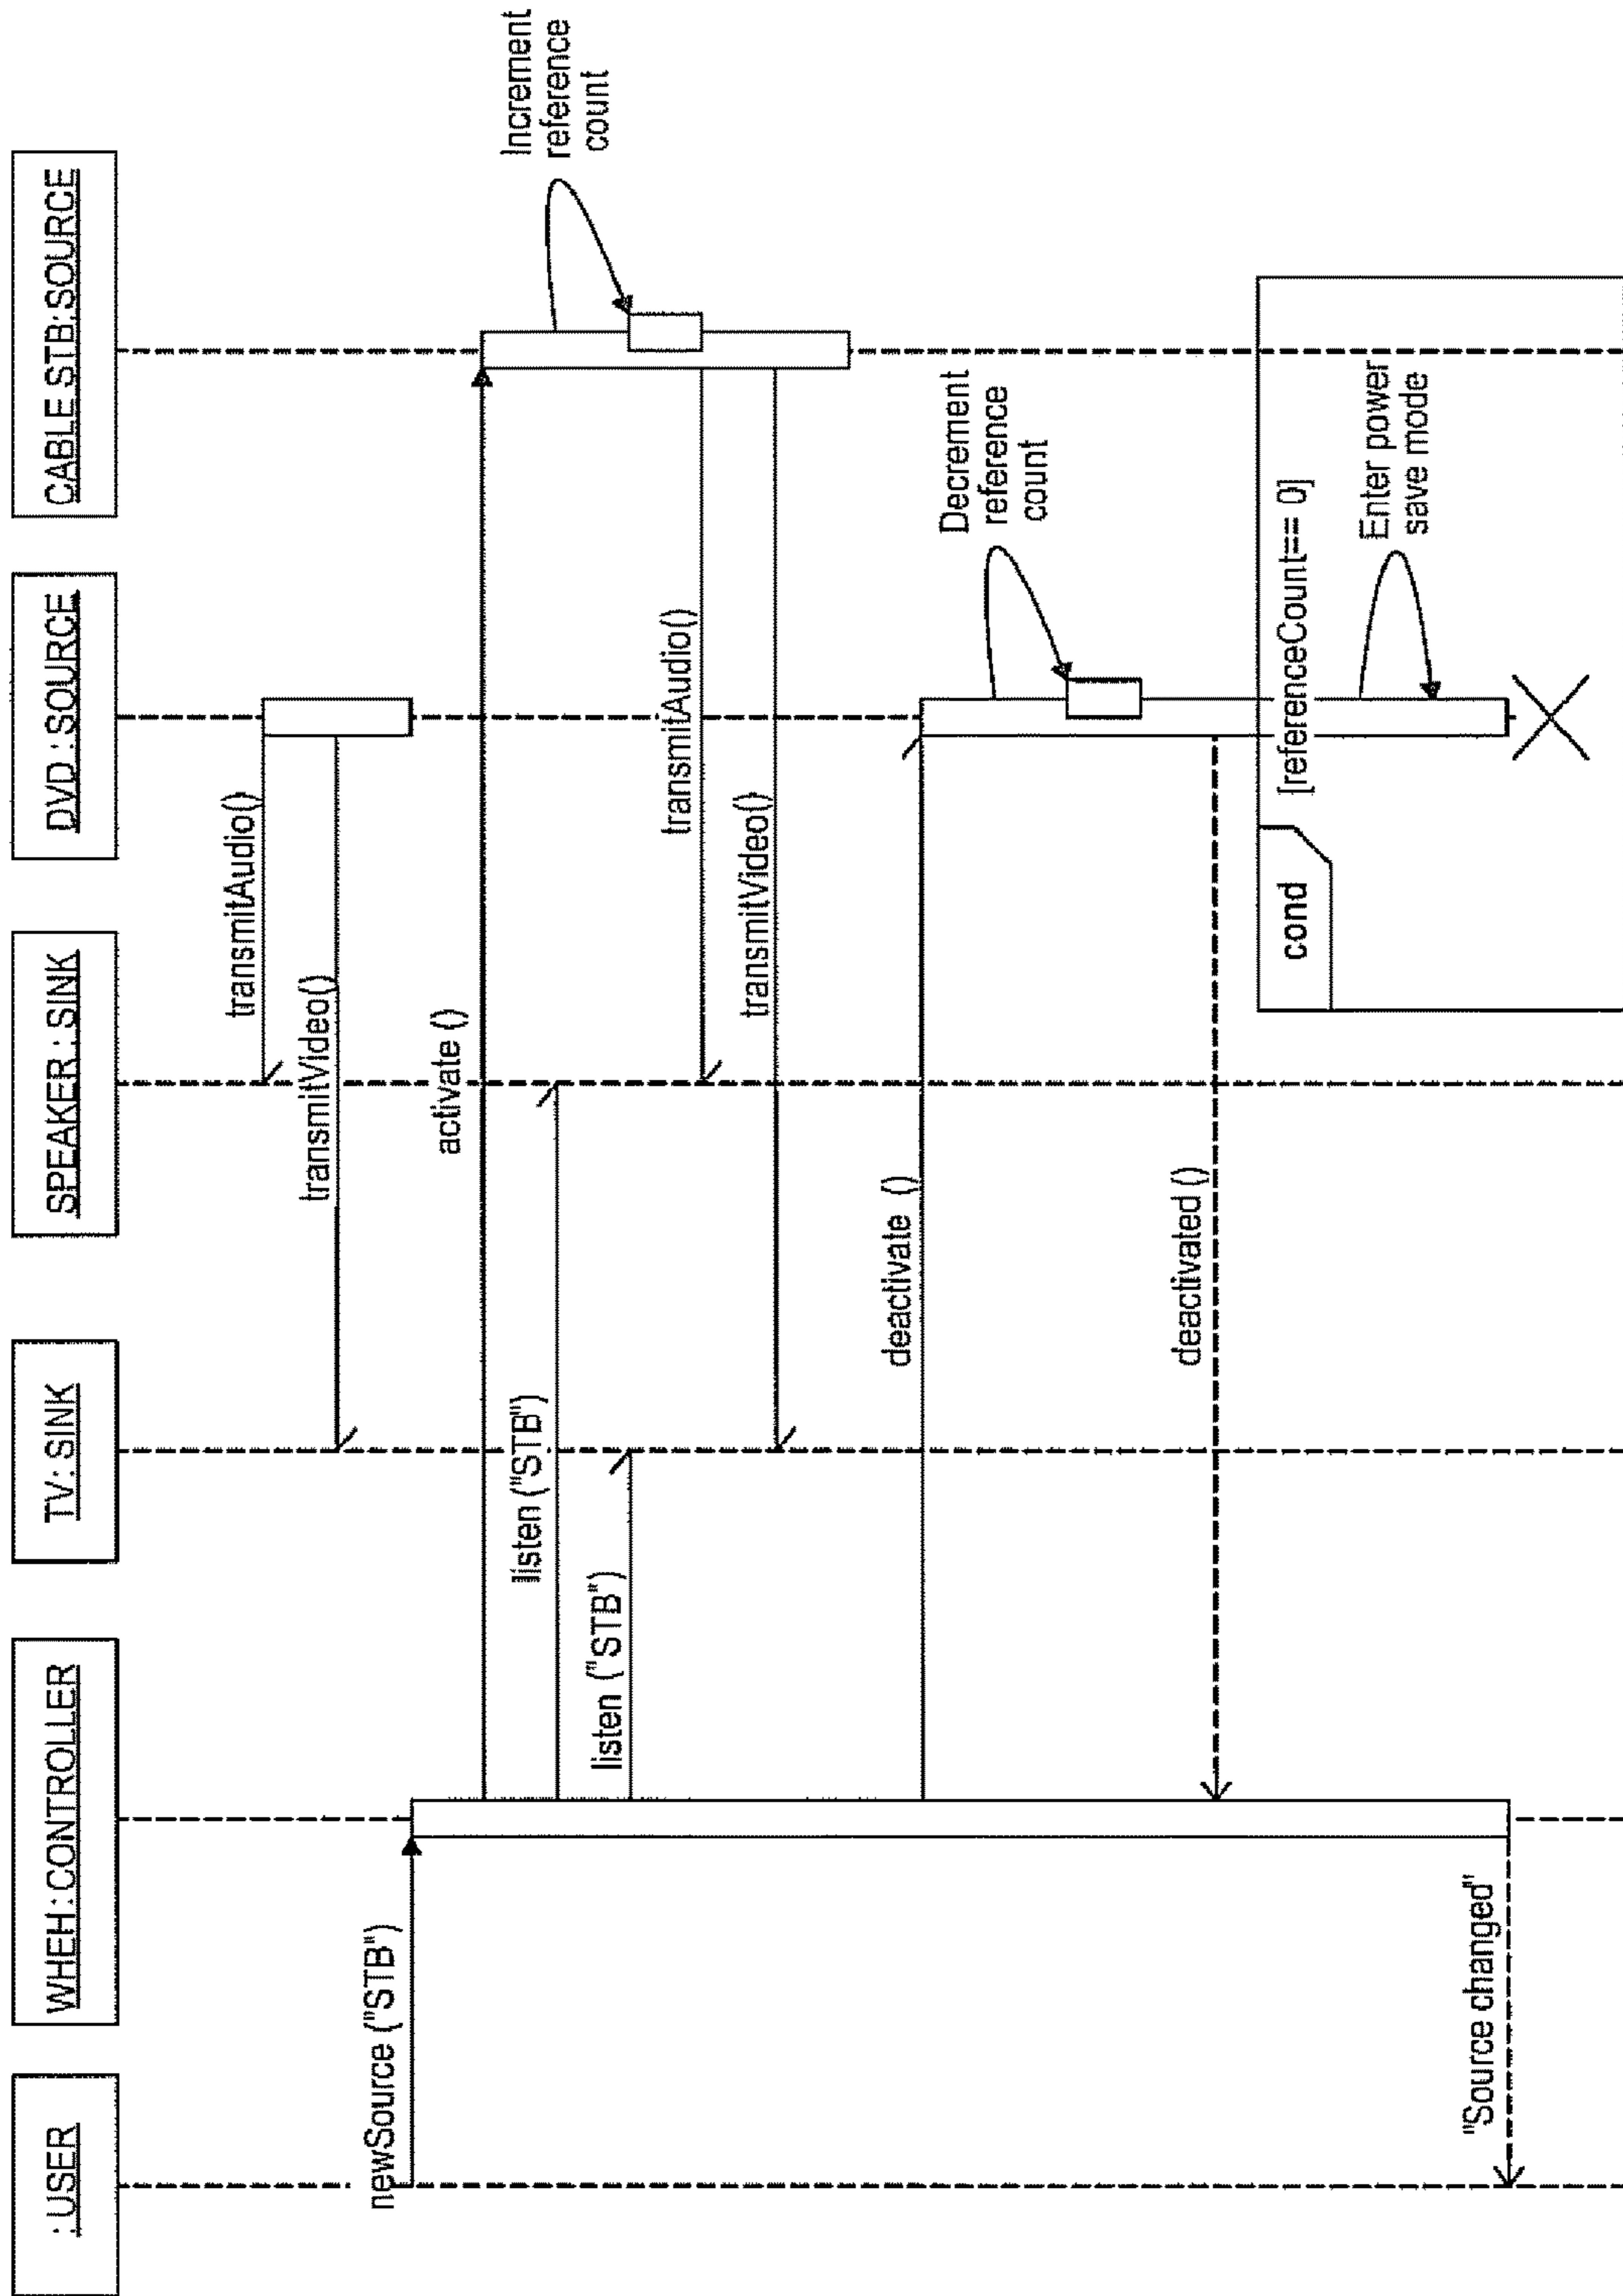 :USER
WHEH:CONTROLLER
TV:SINK
SPEAKER:SINK
DVD:SOURCE
CABLE STB:SOURCE
transmitAudio()
transmitVideo()
newSource ("STB")
activate ()
listen ("STB")
Increment
reference
count
listen ("STB")
transmitAudio()
transmitVideo()
deactivate ()
Decrement
reference
count
deactivated ()
cond
[referenceCount== 0]
Enter power
save mode
"Source changed"